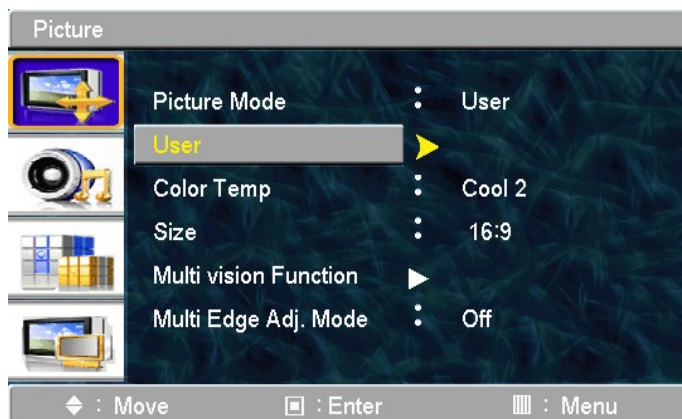 Picture
Picture Mode : User
User
Color Temp : Cool 2
Size : 16:9
Multi vision Function
Multi Edge Adj. Mode : Off
: Move : Enter : Menu